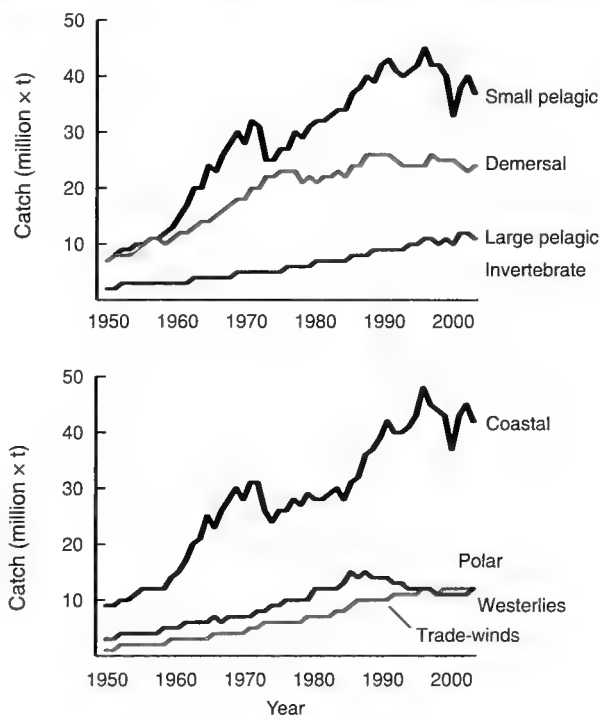 50
40
30
20
10
Catch (million × t)
Small pelagic
Demersal
Large pelagic
Invertebrate
1950 1960 1970 1980 1990 2000
50
40
30
20
10
Catch (million × t)
Coastal
Polar
Westerlies
Trade-winds
1950 1960 1970 1980 1990 2000
Year